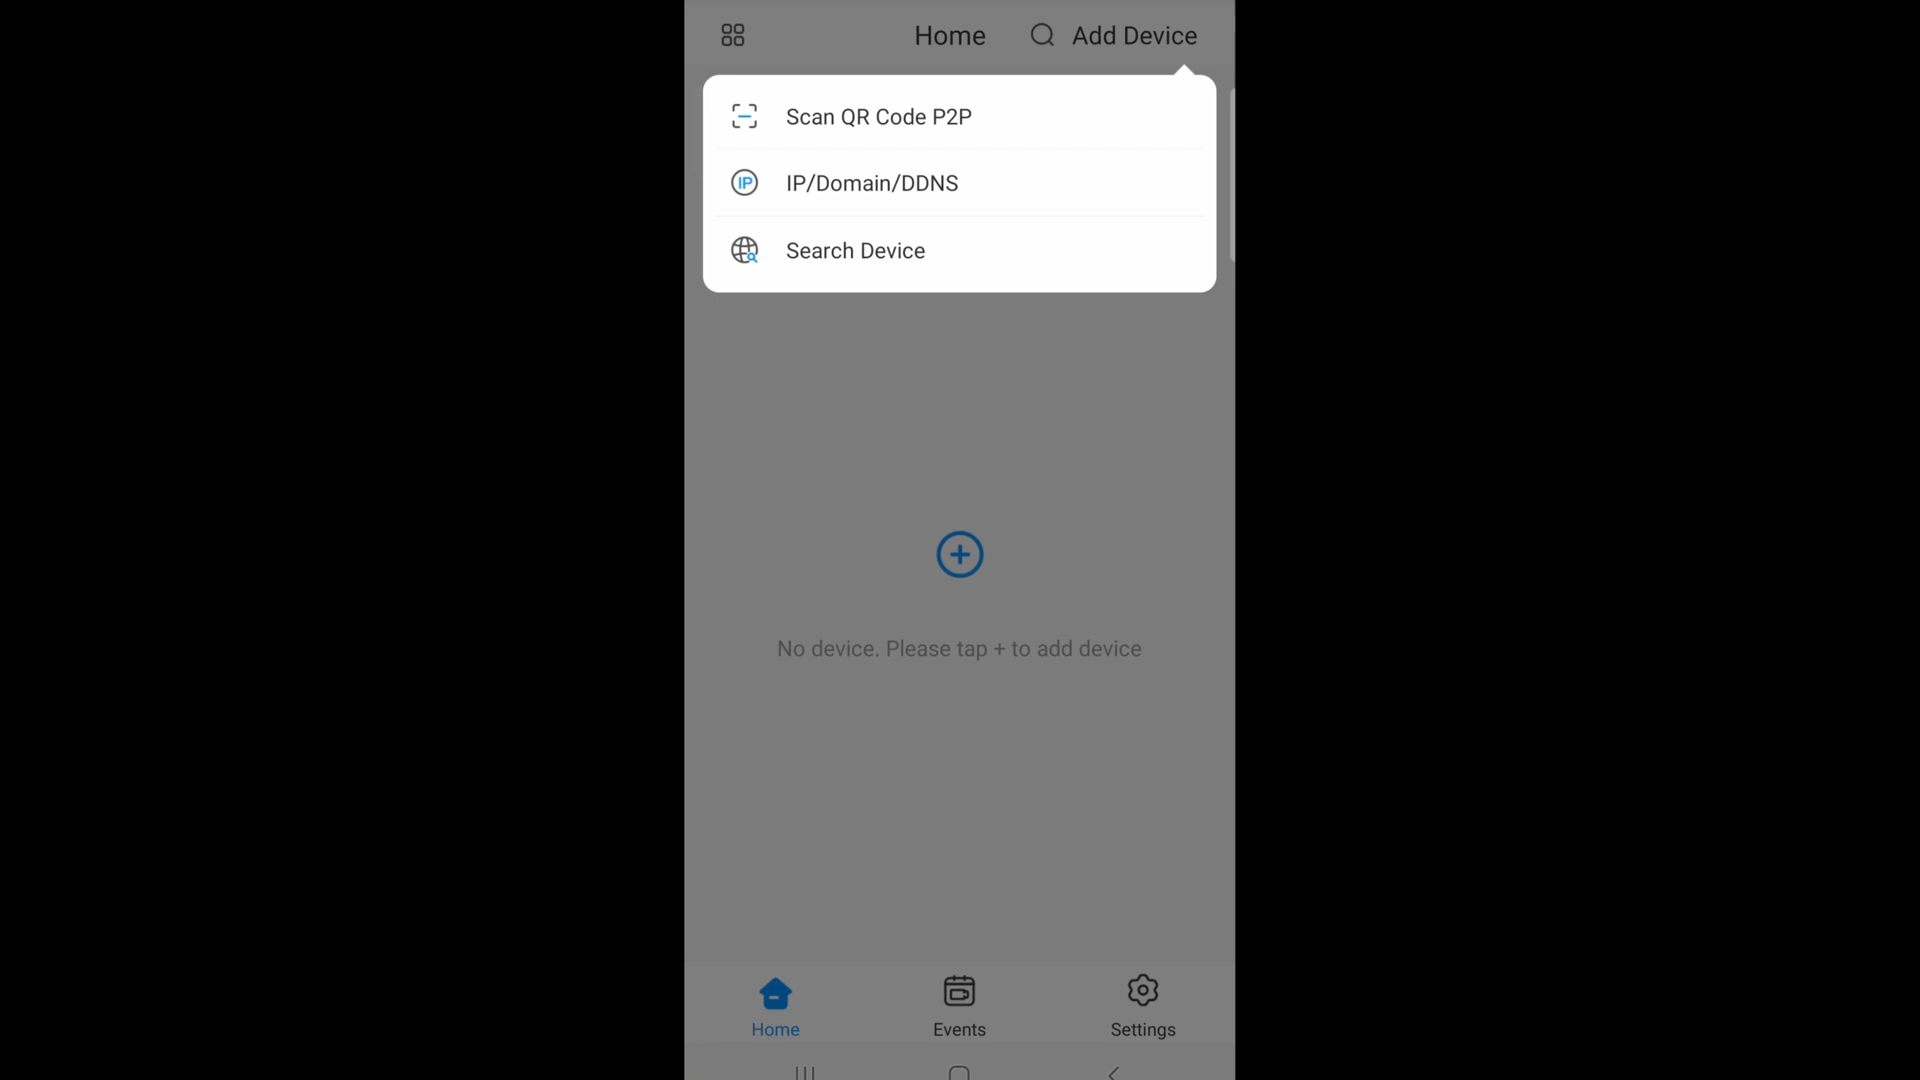 Home
Add Device
Scan QR Code P2P
IP
IP/Domain/DDNS
Search Device
No device. Please tap + to add device
Home
Events
Settings